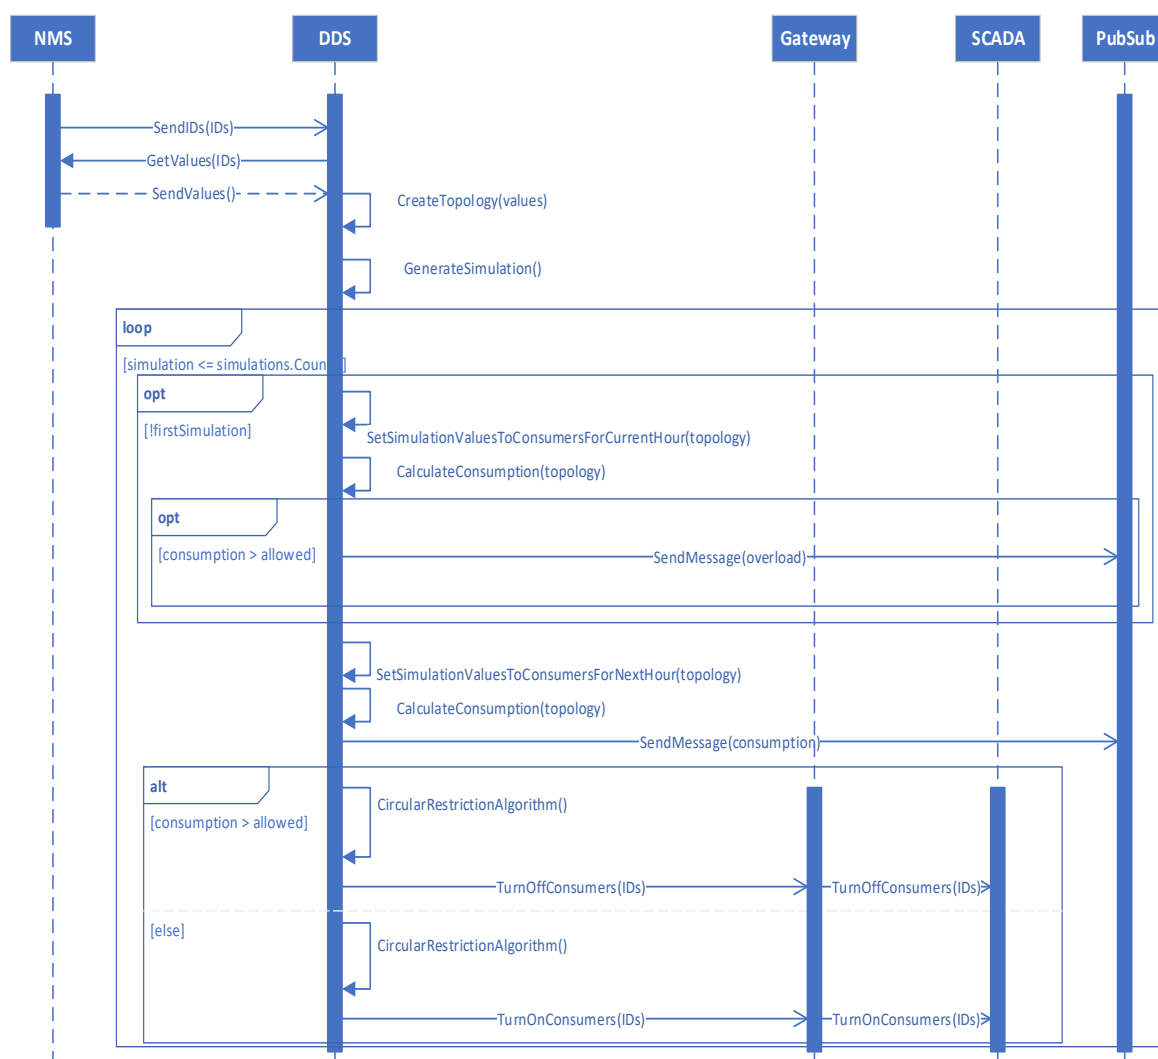 NMS
DDS
Gateway
SCADA
PubSub
SendIDs(IDs)
GetValues(IDs)
SendValues()
CreateTopology(values)
GenerateSimulation()
loop
[simulation <= simulations.Coun ]
opt
[!firstSimulation]
SetSimulationValuesToConsumersForCurrentHour(topology)
CalculateConsumption(topology)
opt
[consumption > allowed]
SendMessage(overload)
SetSimulationValuesToConsumersForNextHour(topology)
CalculateConsumption(topology)
SendMessage(consumption)
alt
CircularRestrictionAlgorithm()
[consumption > allowed]
TurnOffConsumers(IDs)
TurnOffConsumers(IDs)
[else]
CircularRestrictionAlgorithm()
TurnOnConsumers(IDs)
TurnOnConsumers(IDs)